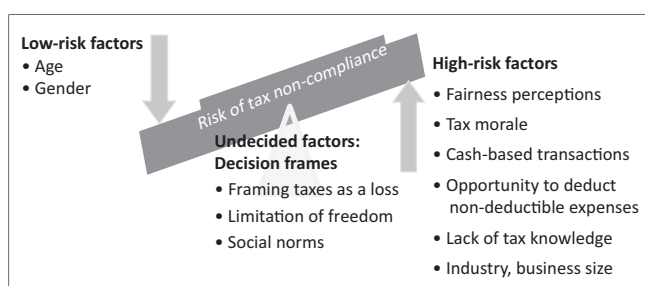 Low-risk factors
• Age
• Gender
Risk of tax non-compliance
Undecided factors:
Decision frames
• Framing taxes as a loss
• Limitation of freedom
• Social norms
High-risk factors
• Fairness perceptions
• Tax morale
• Cash-based transactions
• Opportunity to deduct
non-deductible expenses
• Lack of tax knowledge
• Industry, business size